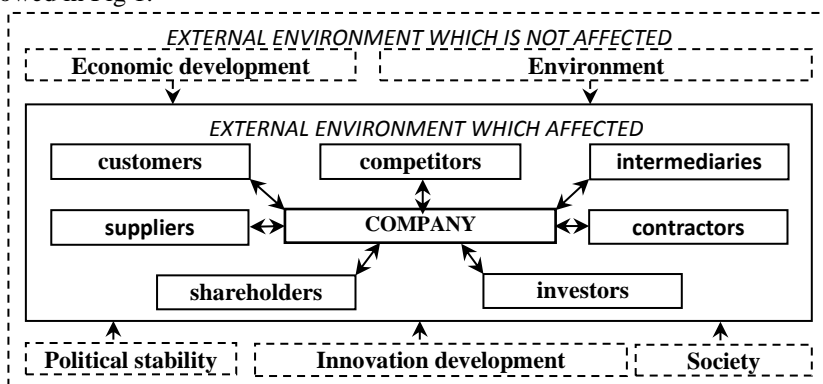 owed in Fig 1.
EXTERNAL ENVIRONMENT WHICH IS NOT AFFECTED
Economic development Environment
EXTERNAL ENVIRONMENT WHICH AFFECTED
customers competitors intermediaries
suppliers COMPANY contractors
shareholders investors
Political stability Innovation development Society